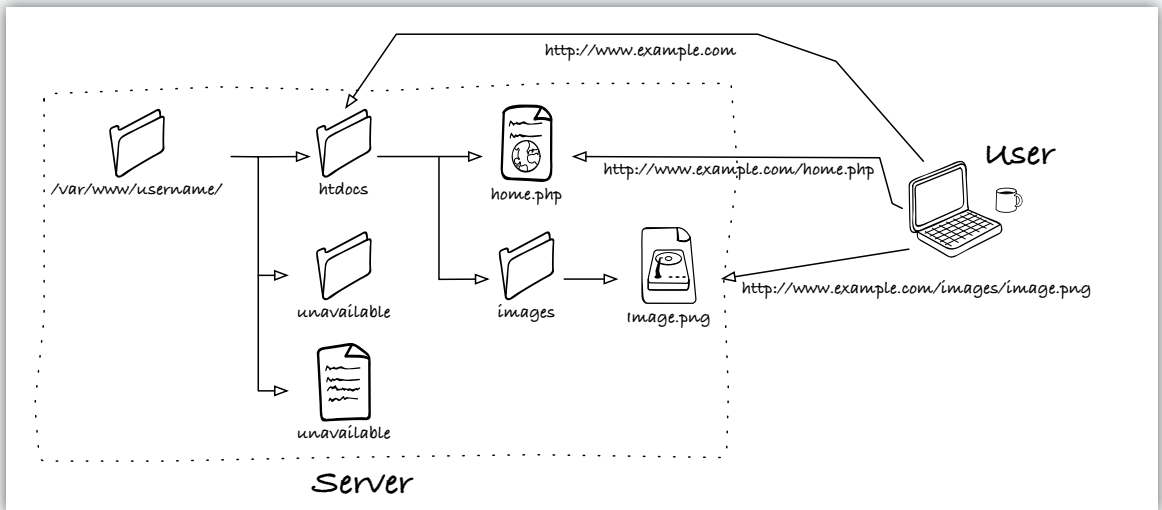 http://www.example.com
User
/var/www/username/
htdocs
home.php
http://www.example.com/home.php
unavailable
images
Image.png
http://www.example.com/images/image.png
unavailable
Server